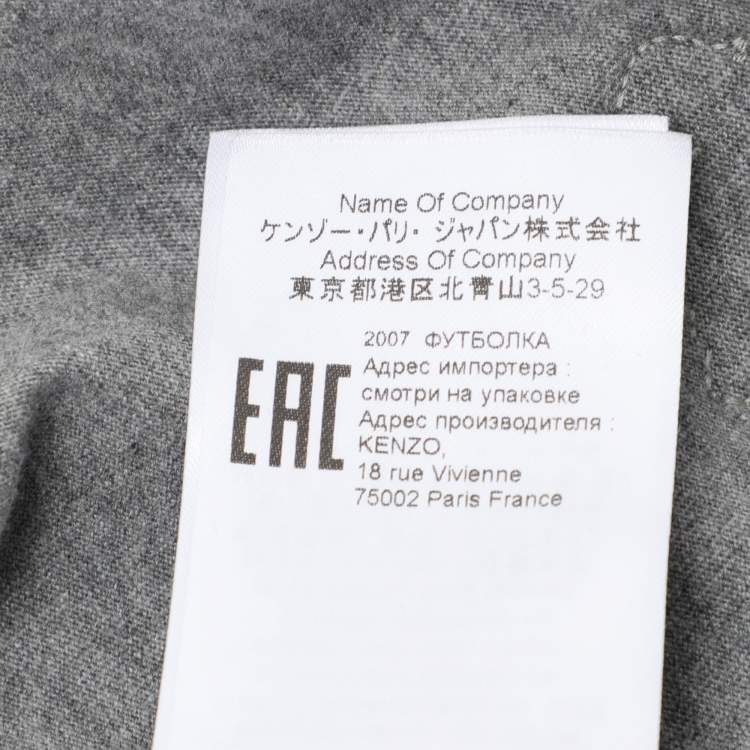 Name Of Company
ケンゾー・パリ・ジャパン株式会社
Address Of Company
東京都港区北青山3-5-29
2007 ФУТБОЛКА
EAC
Адрес импортера :
смотри на упаковке
Адрес производителя :
KENZO,
18 rue Vivienne
75002 Paris France